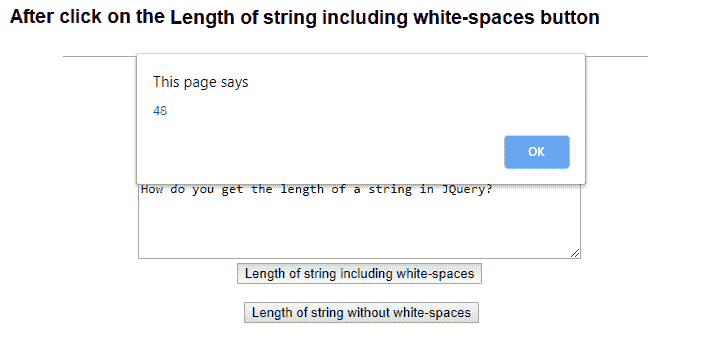 After click on the Length of string including white-spaces button
This page says
48
OK
How do you get the length of a string in JQuery?
Length of string including white-spaces
Length of string without white-spaces